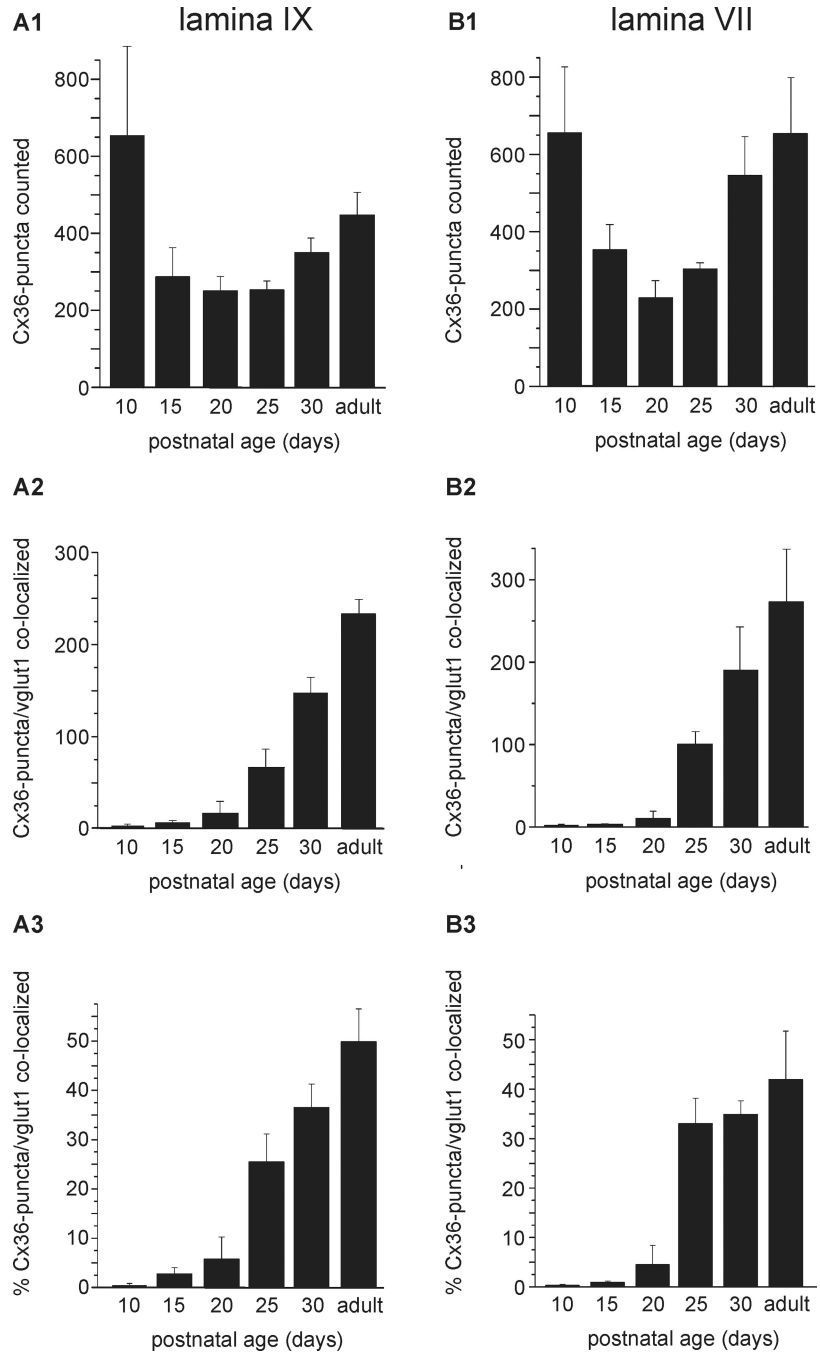 A1 lamina IX
Cx36-puncta counted
800
600
400
200
0
10 15 20 25 30 adult
postnatal age (days)
B1 lamina VII
Cx36-puncta counted
800
600
400
200
0
10 15 20 25 30 adult
postnatal age (days)
A2
Cx36-puncta/vglut1 co-localized
300
200
100
0
10 15 20 25 30 adult
postnatal age (days)
B2
Cx36-puncta/vglut1 co-localized
300
200
100
0
10 15 20 25 30 adult
postnatal age (days)
A3
% Cx36-puncta/vglut1 co-localized
50
40
30
20
10
0
10 15 20 25 30 adult
postnatal age (days)
B3
% Cx36-puncta/vglut1 co-localized
50
40
30
20
10
0
10 15 20 25 30 adult
postnatal age (days)